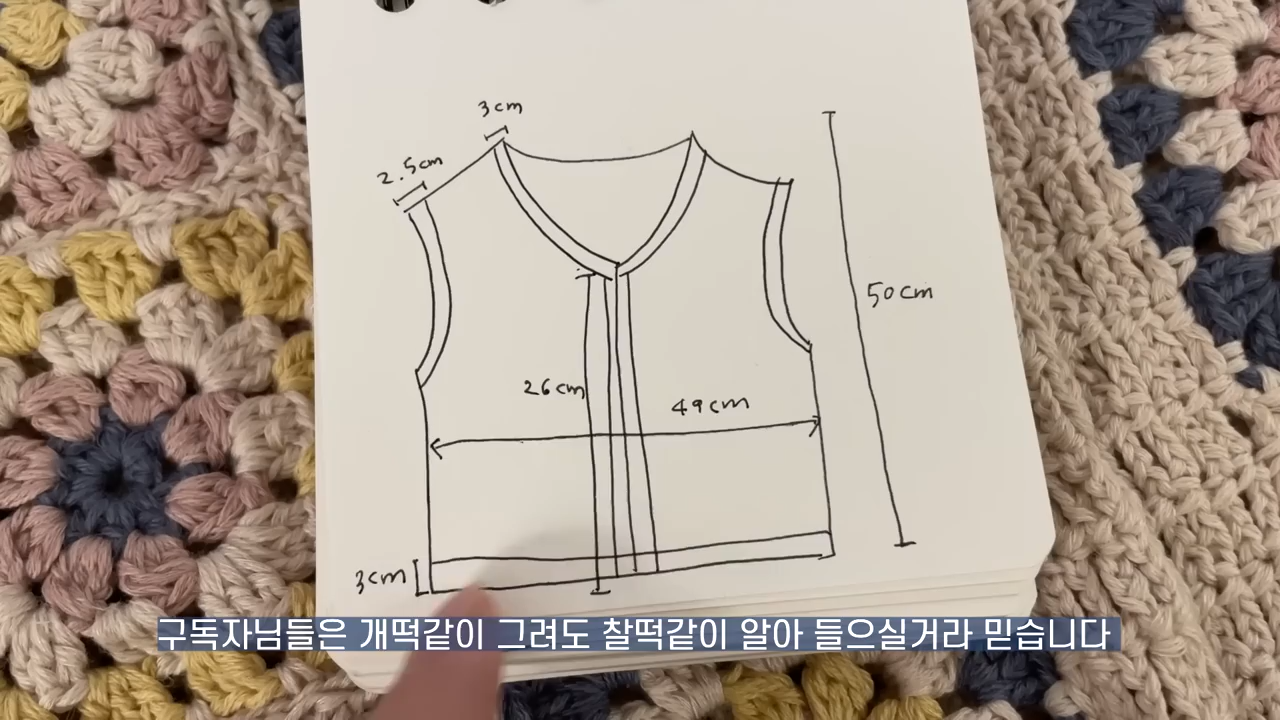 3cm
2.5cm
50cm
26cm
49cm
3cm
구독자님들은 개떡같이 그려도 찰떡같이 알아 들으실거라 믿습니다